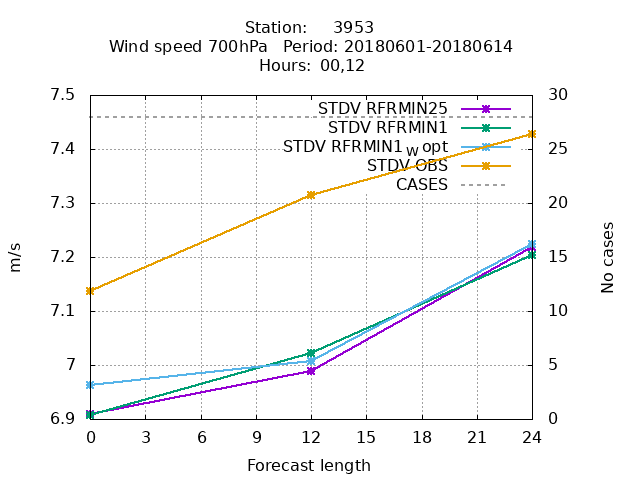 Station: 3953
Wind speed 700hPa Period: 20180601-20180614
Hours: 00,12
7.5
7.4
7.3
7.2
7.1
7
6.9
m/s
STDV RFRMIN25
STDV RFRMIN1
STDV RFRMIN1_W opt
STDV OBS
CASES
30
25
20
15
10
5
0
No cases
0 3 6 9 12 15 18 21 24
Forecast length